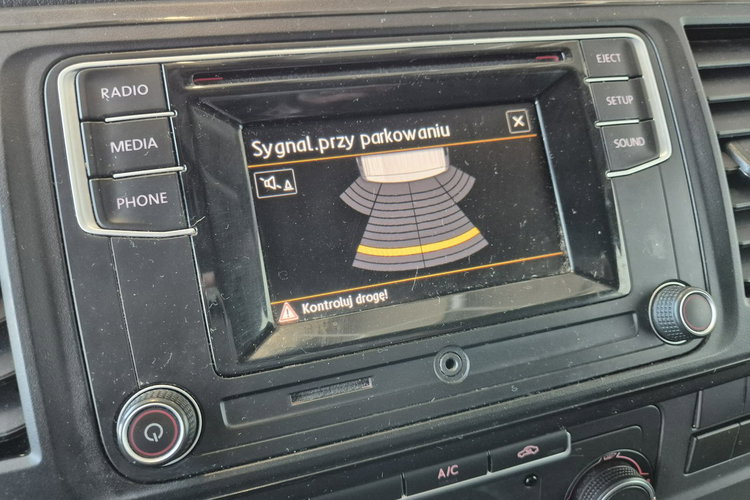 RADIO
MEDIA
PHONE
EJECT
SETUP
SOUND
Sygnal.przy parkowaniu
Kontroluj drogę!
A/C